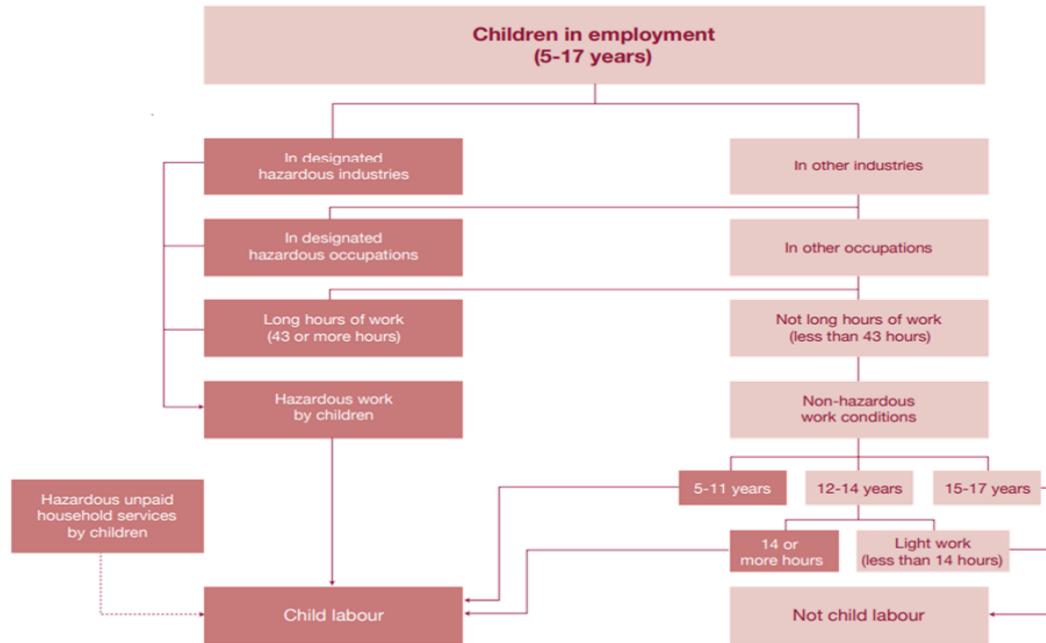 Children in employment
(5-17 years)
In designated
hazardous industries
In other industries
In designated
hazardous occupations
In other occupations
Long hours of work
(43 or more hours)
Not long hours of work
(less than 43 hours)
Hazardous work
by children
Non-hazardous
work conditions
5-11 years
12-14 years
15-17 years
Hazardous unpaid
household services
by children
14 or
more hours
Light work
(less than 14 hours)
Child labour
Not child labour